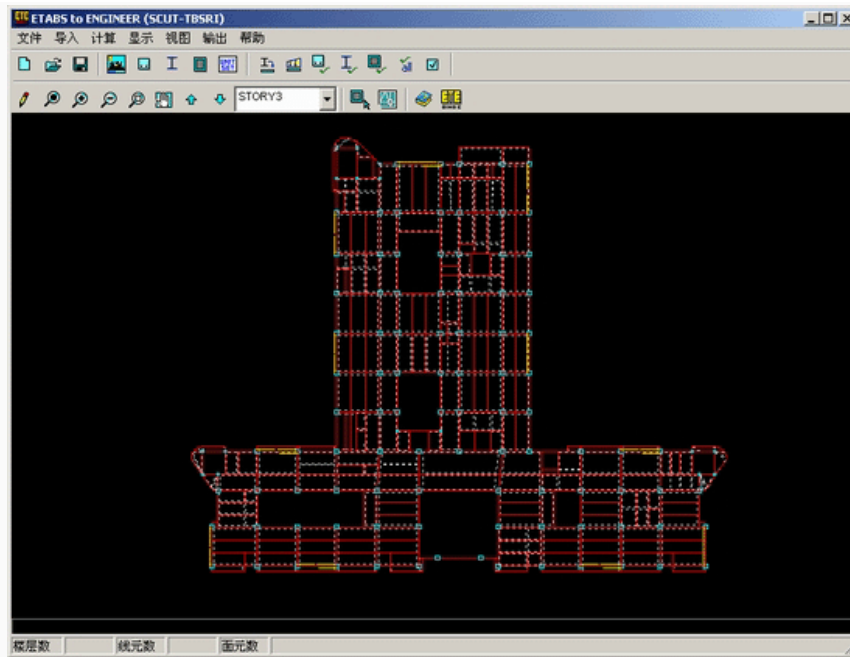 ETABS to ENGINEER (SCUT-TBSRI)
文件 导入 计算 显示 视图 输出 帮助
STORY3
楼层数 线元数 面元数